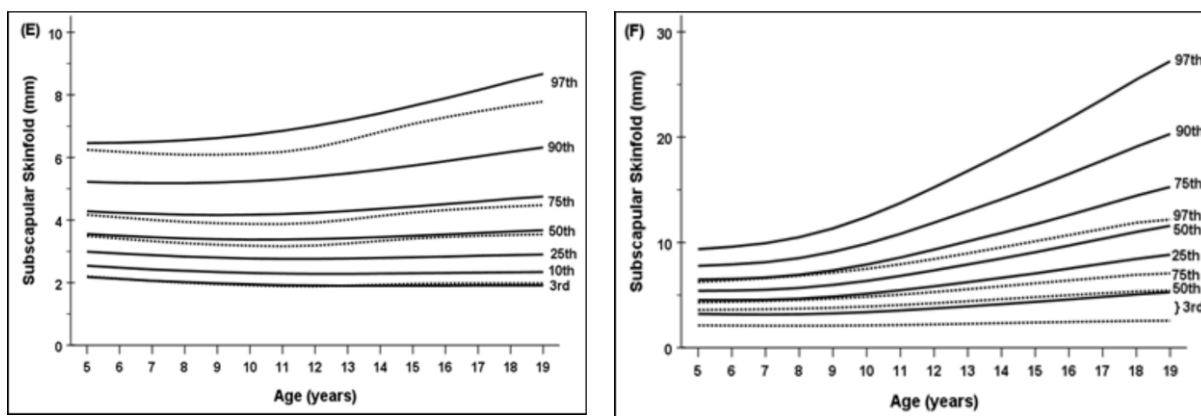 (E)
Subscapular Skinfold (mm)
10
8
6
4
2
0
97th
90th
75th
50th
25th
10th
3rd
5 6 7 8 9 10 11 12 13 14 15 16 17 18 19
Age (years)
(F)
Subscapular Skinfold (mm)
30
20
10
0
97th
90th
75th
97th
50th
25th
75th
50th
} 3rd
5 6 7 8 9 10 11 12 13 14 15 16 17 18 19
Age (years)